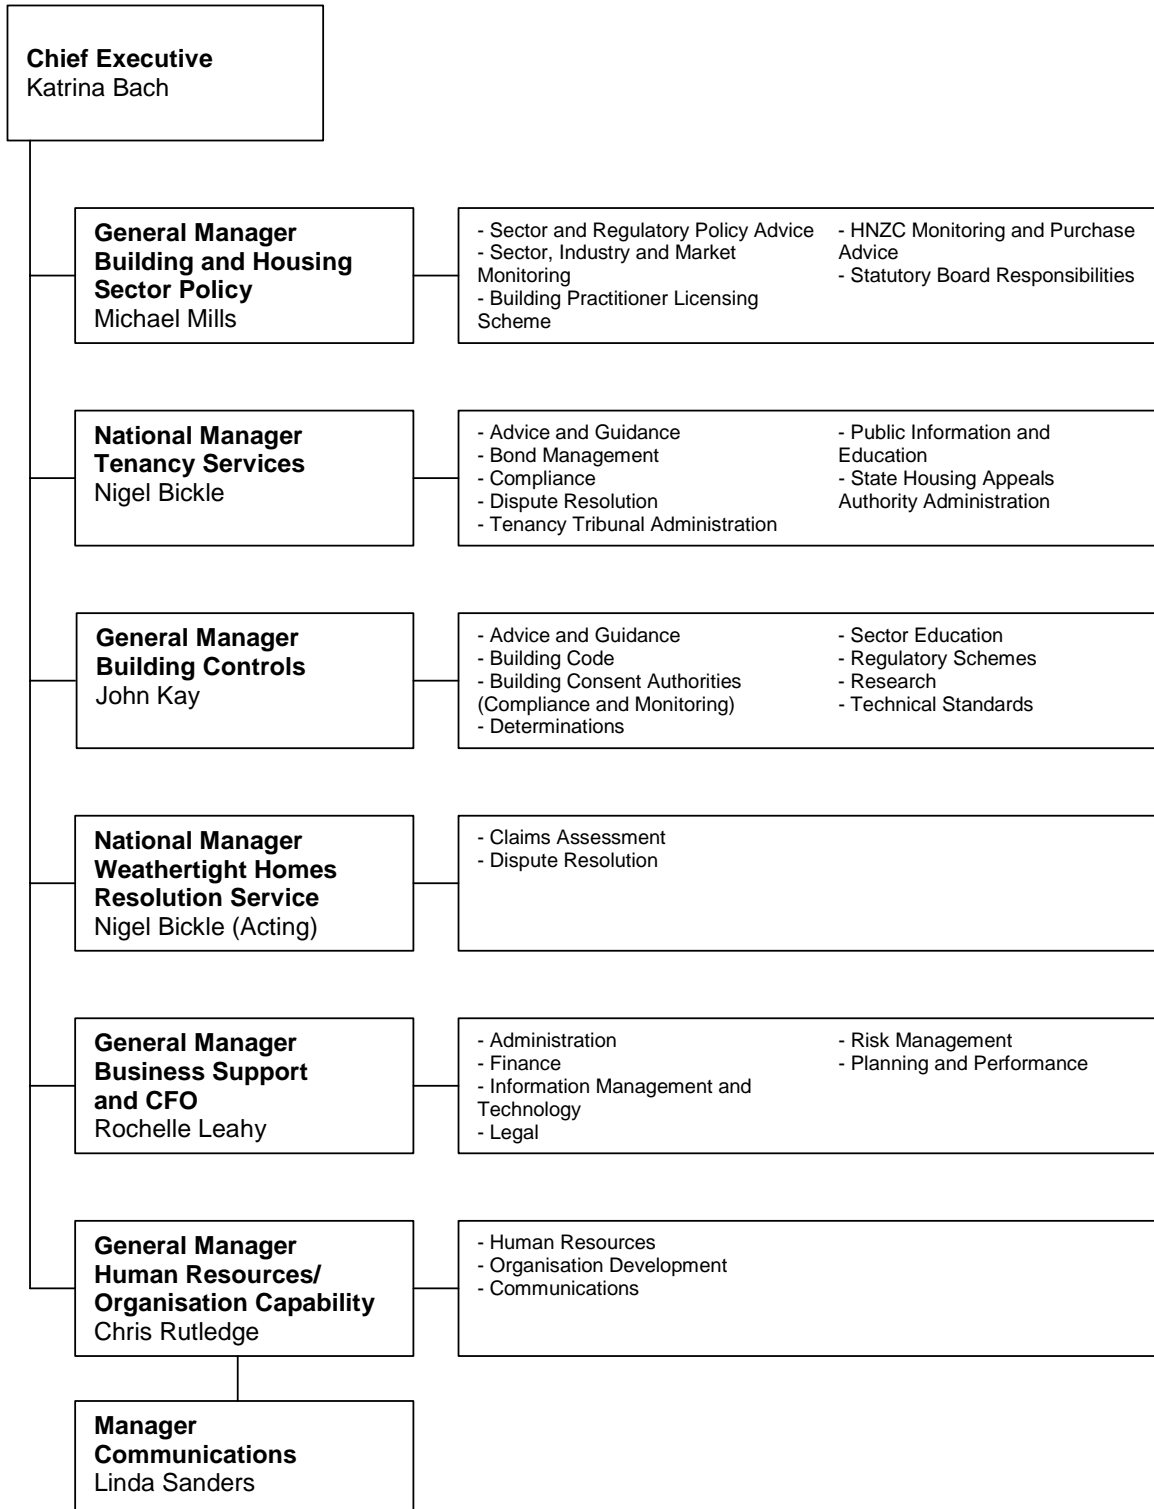 Chief Executive
Katrina Bach
General Manager
Building and Housing
Sector Policy
Michael Mills
- Sector and Regulatory Policy Advice
- Sector, Industry and Market
Monitoring
- Building Practitioner Licensing
Scheme
- HNZC Monitoring and Purchase
Advice
- Statutory Board Responsibilities
National Manager
Tenancy Services
Nigel Bickle
- Advice and Guidance
- Bond Management
- Compliance
- Dispute Resolution
- Tenancy Tribunal Administration
- Public Information and
Education
- State Housing Appeals
Authority Administration
General Manager
Building Controls
John Kay
- Advice and Guidance
- Building Code
- Building Consent Authorities
(Compliance and Monitoring)
- Determinations
- Sector Education
- Regulatory Schemes
- Research
- Technical Standards
National Manager
Weathertight Homes
Resolution Service
Nigel Bickle (Acting)
- Claims Assessment
- Dispute Resolution
General Manager
Business Support
and CFO
Rochelle Leahy
- Administration
- Finance
- Information Management and
Technology
- Legal
- Risk Management
- Planning and Performance
General Manager
Human Resources/
Organisation Capability
Chris Rutledge
- Human Resources
- Organisation Development
- Communications
Manager
Communications
Linda Sanders